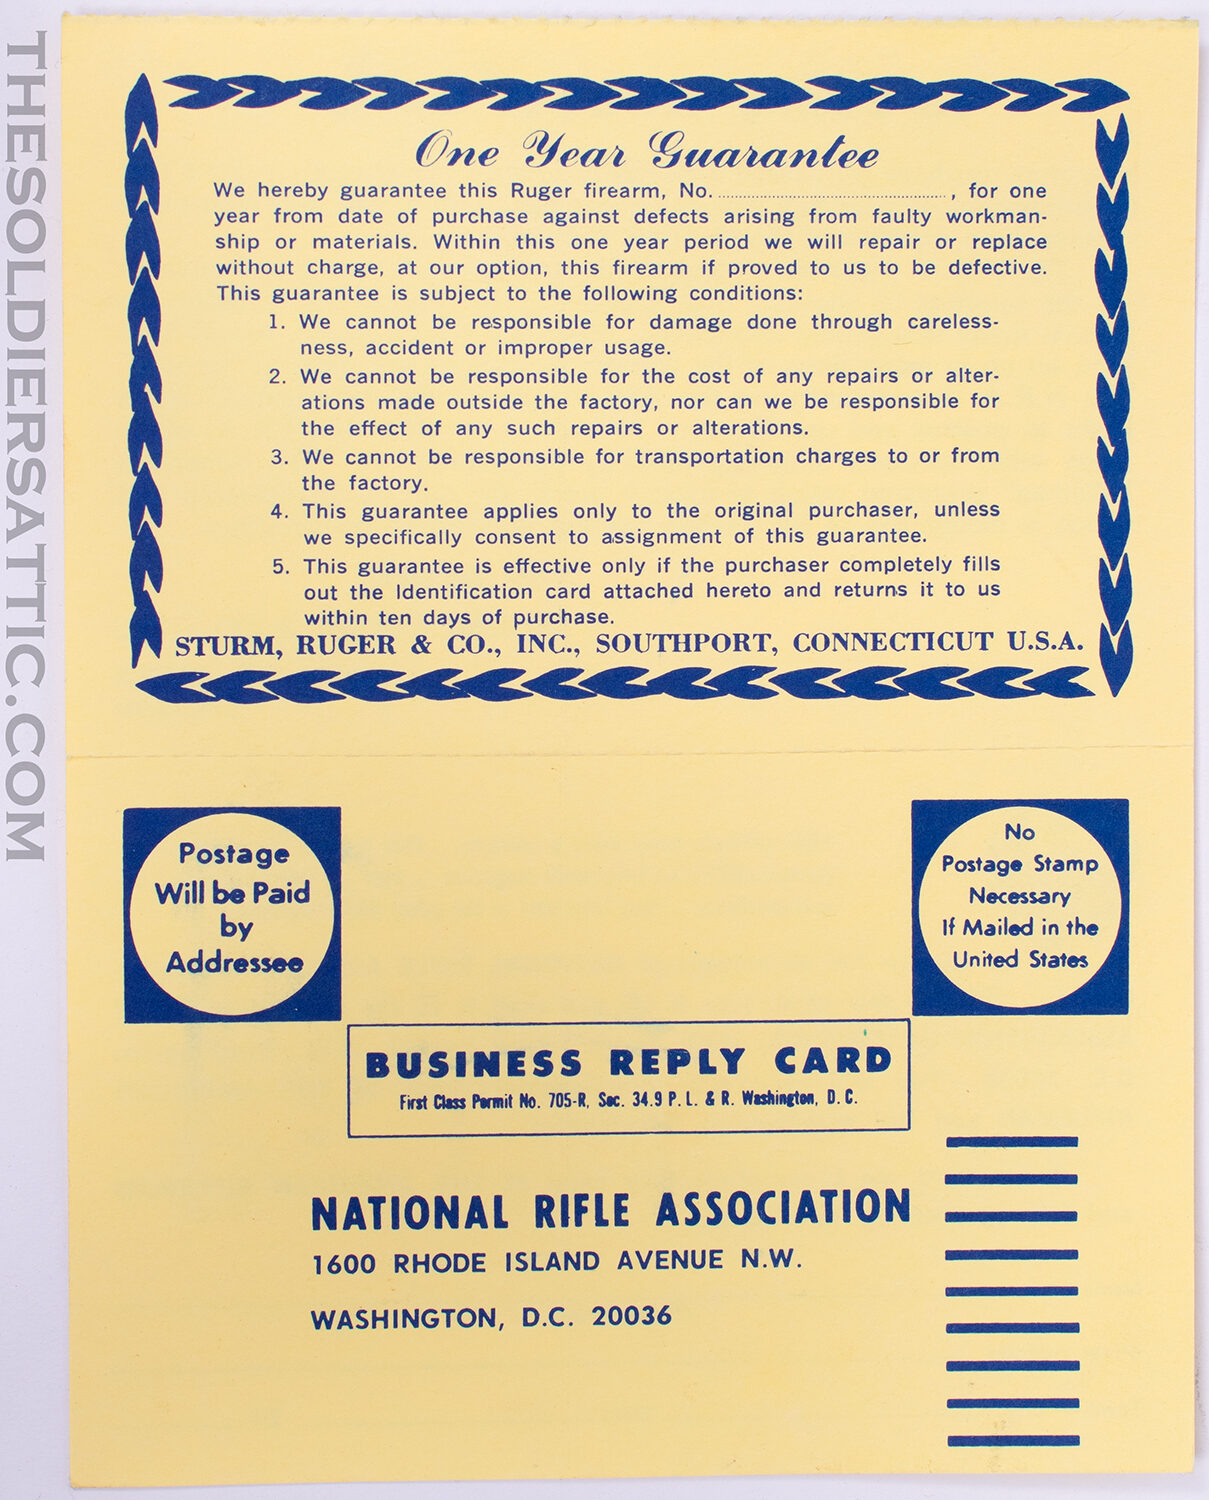 THESOLDIERSATTIC.COM
One Year Guarantee
We hereby guarantee this Ruger firearm, No. ........................................, for one
year from date of purchase against defects arising from faulty workman-
ship or materials. Within this one year period we will repair or replace
without charge, at our option, this firearm if proved to us to be defective.
This guarantee is subject to the following conditions:
1. We cannot be responsible for damage done through careless-
ness, accident or improper usage.
2. We cannot be responsible for the cost of any repairs or alter-
ations made outside the factory, nor can we be responsible for
the effect of any such repairs or alterations.
3. We cannot be responsible for transportation charges to or from
the factory.
4. This guarantee applies only to the original purchaser, unless
we specifically consent to assignment of this guarantee.
5. This guarantee is effective only if the purchaser completely fills
out the Identification card attached hereto and returns it to us
within ten days of purchase.
STURM, RUGER & CO., INC., SOUTHPORT, CONNECTICUT U.S.A.
Postage
Will be Paid
by
Addressee
No
Postage Stamp
Necessary
If Mailed in the
United States
BUSINESS REPLY CARD
First Class Permit No. 705-R, Sec. 34.9 P. L. & R. Washington, D. C.
NATIONAL RIFLE ASSOCIATION
1600 RHODE ISLAND AVENUE N.W.
WASHINGTON, D.C. 20036